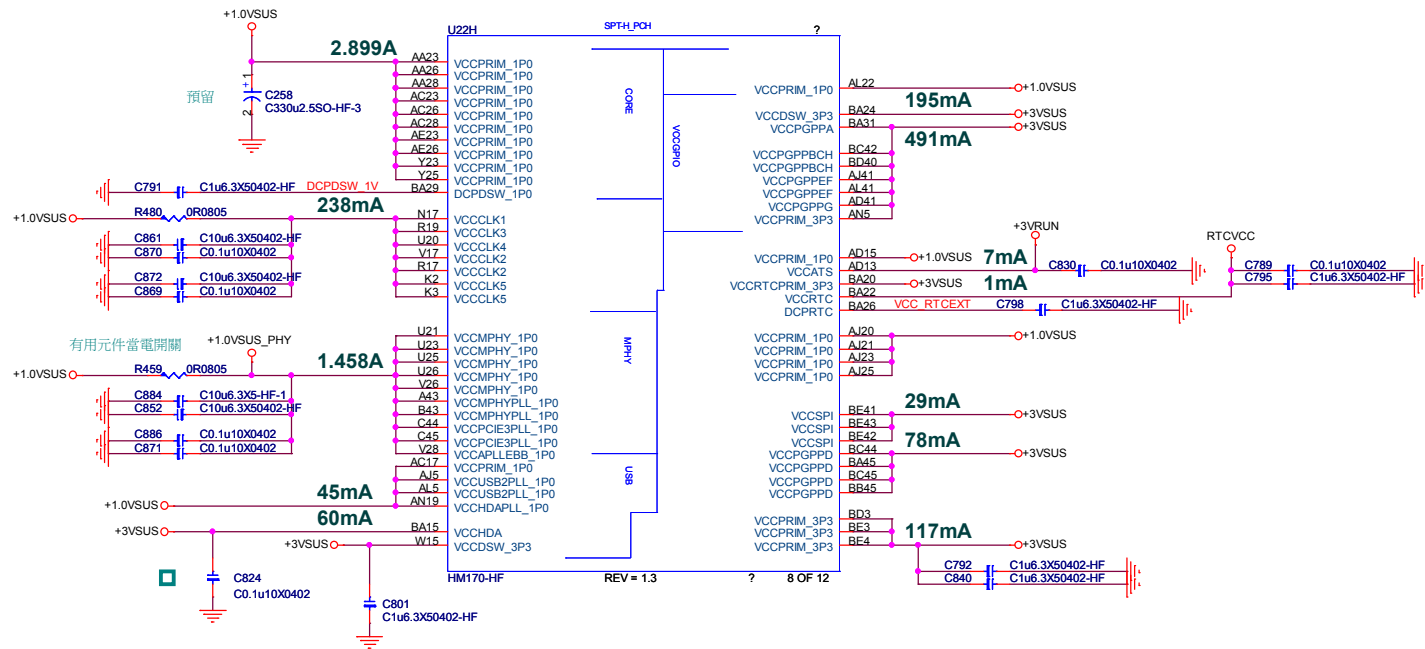 +1.0VSUS
2.899A
預留
1
+
2
C258
C330u2.5SO-HF-3
U22H
SPT-H_PCH
?
AA23 VCCPRIM_1P0
AA26 VCCPRIM_1P0
AA28 VCCPRIM_1P0
AC23 VCCPRIM_1P0
AC26 VCCPRIM_1P0
AC28 VCCPRIM_1P0
AE23 VCCPRIM_1P0
AE26 VCCPRIM_1P0
Y23 VCCPRIM_1P0
Y25 VCCPRIM_1P0
C791 C1u6.3X50402-HF DCPDSW_1V BA29 DCPDSW_1P0
+1.0VSUS R480 0R0805 238mA
N17 VCCCLK1
R19 VCCCLK3
U20 VCCCLK4
V17 VCCCLK2
R17 VCCCLK2
K2 VCCCLK5
K3 VCCCLK5
C861 C10u6.3X50402-HF
C870 C0.1u10X0402
C872 C10u6.3X50402-HF
C869 C0.1u10X0402
有用元件當電開關
+1.0VSUS_PHY
+1.0VSUS R459 0R0805 1.458A
U21 VCCMPHY_1P0
U23 VCCMPHY_1P0
U25 VCCMPHY_1P0
U26 VCCMPHY_1P0
V26 VCCMPHY_1P0
A43 VCCMPHYPLL_1P0
B43 VCCMPHYPLL_1P0
C44 VCCPCIE3PLL_1P0
C45 VCCPCIE3PLL_1P0
V28 VCCAPLLEBB_1P0
C884 C10u6.3X5-HF-1
C852 C10u6.3X50402-HF
C886 C0.1u10X0402
C871 C0.1u10X0402
AC17 VCCPRIM_1P0
AJ5 VCCUSB2PLL_1P0
AL5 VCCUSB2PLL_1P0
+1.0VSUS 45mA AN19 VCCHDAPLL_1P0
+3VSUS 60mA BA15 VCCHDA
+3VSUS W15 VCCDSW_3P3
C824
C0.1u10X0402
C801
C1u6.3X50402-HF
CORE
VCCGPIO
MPHY
USB
VCCPRIM_1P0 AL22 +1.0VSUS
195mA
VCCDSW_3P3 BA24 +3VSUS
VCCPGPPA BA31 +3VSUS
491mA
VCCPGPPBCH BC42
VCCPGPPBCH BD40
VCCPGPPEF AJ41
VCCPGPPEF AL41
VCCPGPPG AD41
VCCPRIM_3P3 AN5
+3VRUN
RTCVCC
VCCPRIM_1P0 AD15 +1.0VSUS 7mA
VCCATS AD13 C830 C0.1u10X0402
VCCRTCPRIM_3P3 BA20 +3VSUS 1mA
VCCRTC BA22
DCPRTC BA26 VCC_RTCEXT C798 C1u6.3X50402-HF
C789 C0.1u10X0402
C795 C1u6.3X50402-HF
VCCPRIM_1P0 AJ20 +1.0VSUS
VCCPRIM_1P0 AJ21
VCCPRIM_1P0 AJ23
VCCPRIM_1P0 AJ25
29mA
VCCSPI BE41 +3VSUS
VCCSPI BE43
VCCSPI BE42
78mA
VCCPGPPD BC44 +3VSUS
VCCPGPPD BA45
VCCPGPPD BC45
VCCPGPPD BB45
VCCPRIM_3P3 BD3
VCCPRIM_3P3 BE3 117mA
VCCPRIM_3P3 BE4 +3VSUS
C792 C1u6.3X50402-HF
C840 C1u6.3X50402-HF
HM170-HF REV = 1.3 ? 8 OF 12